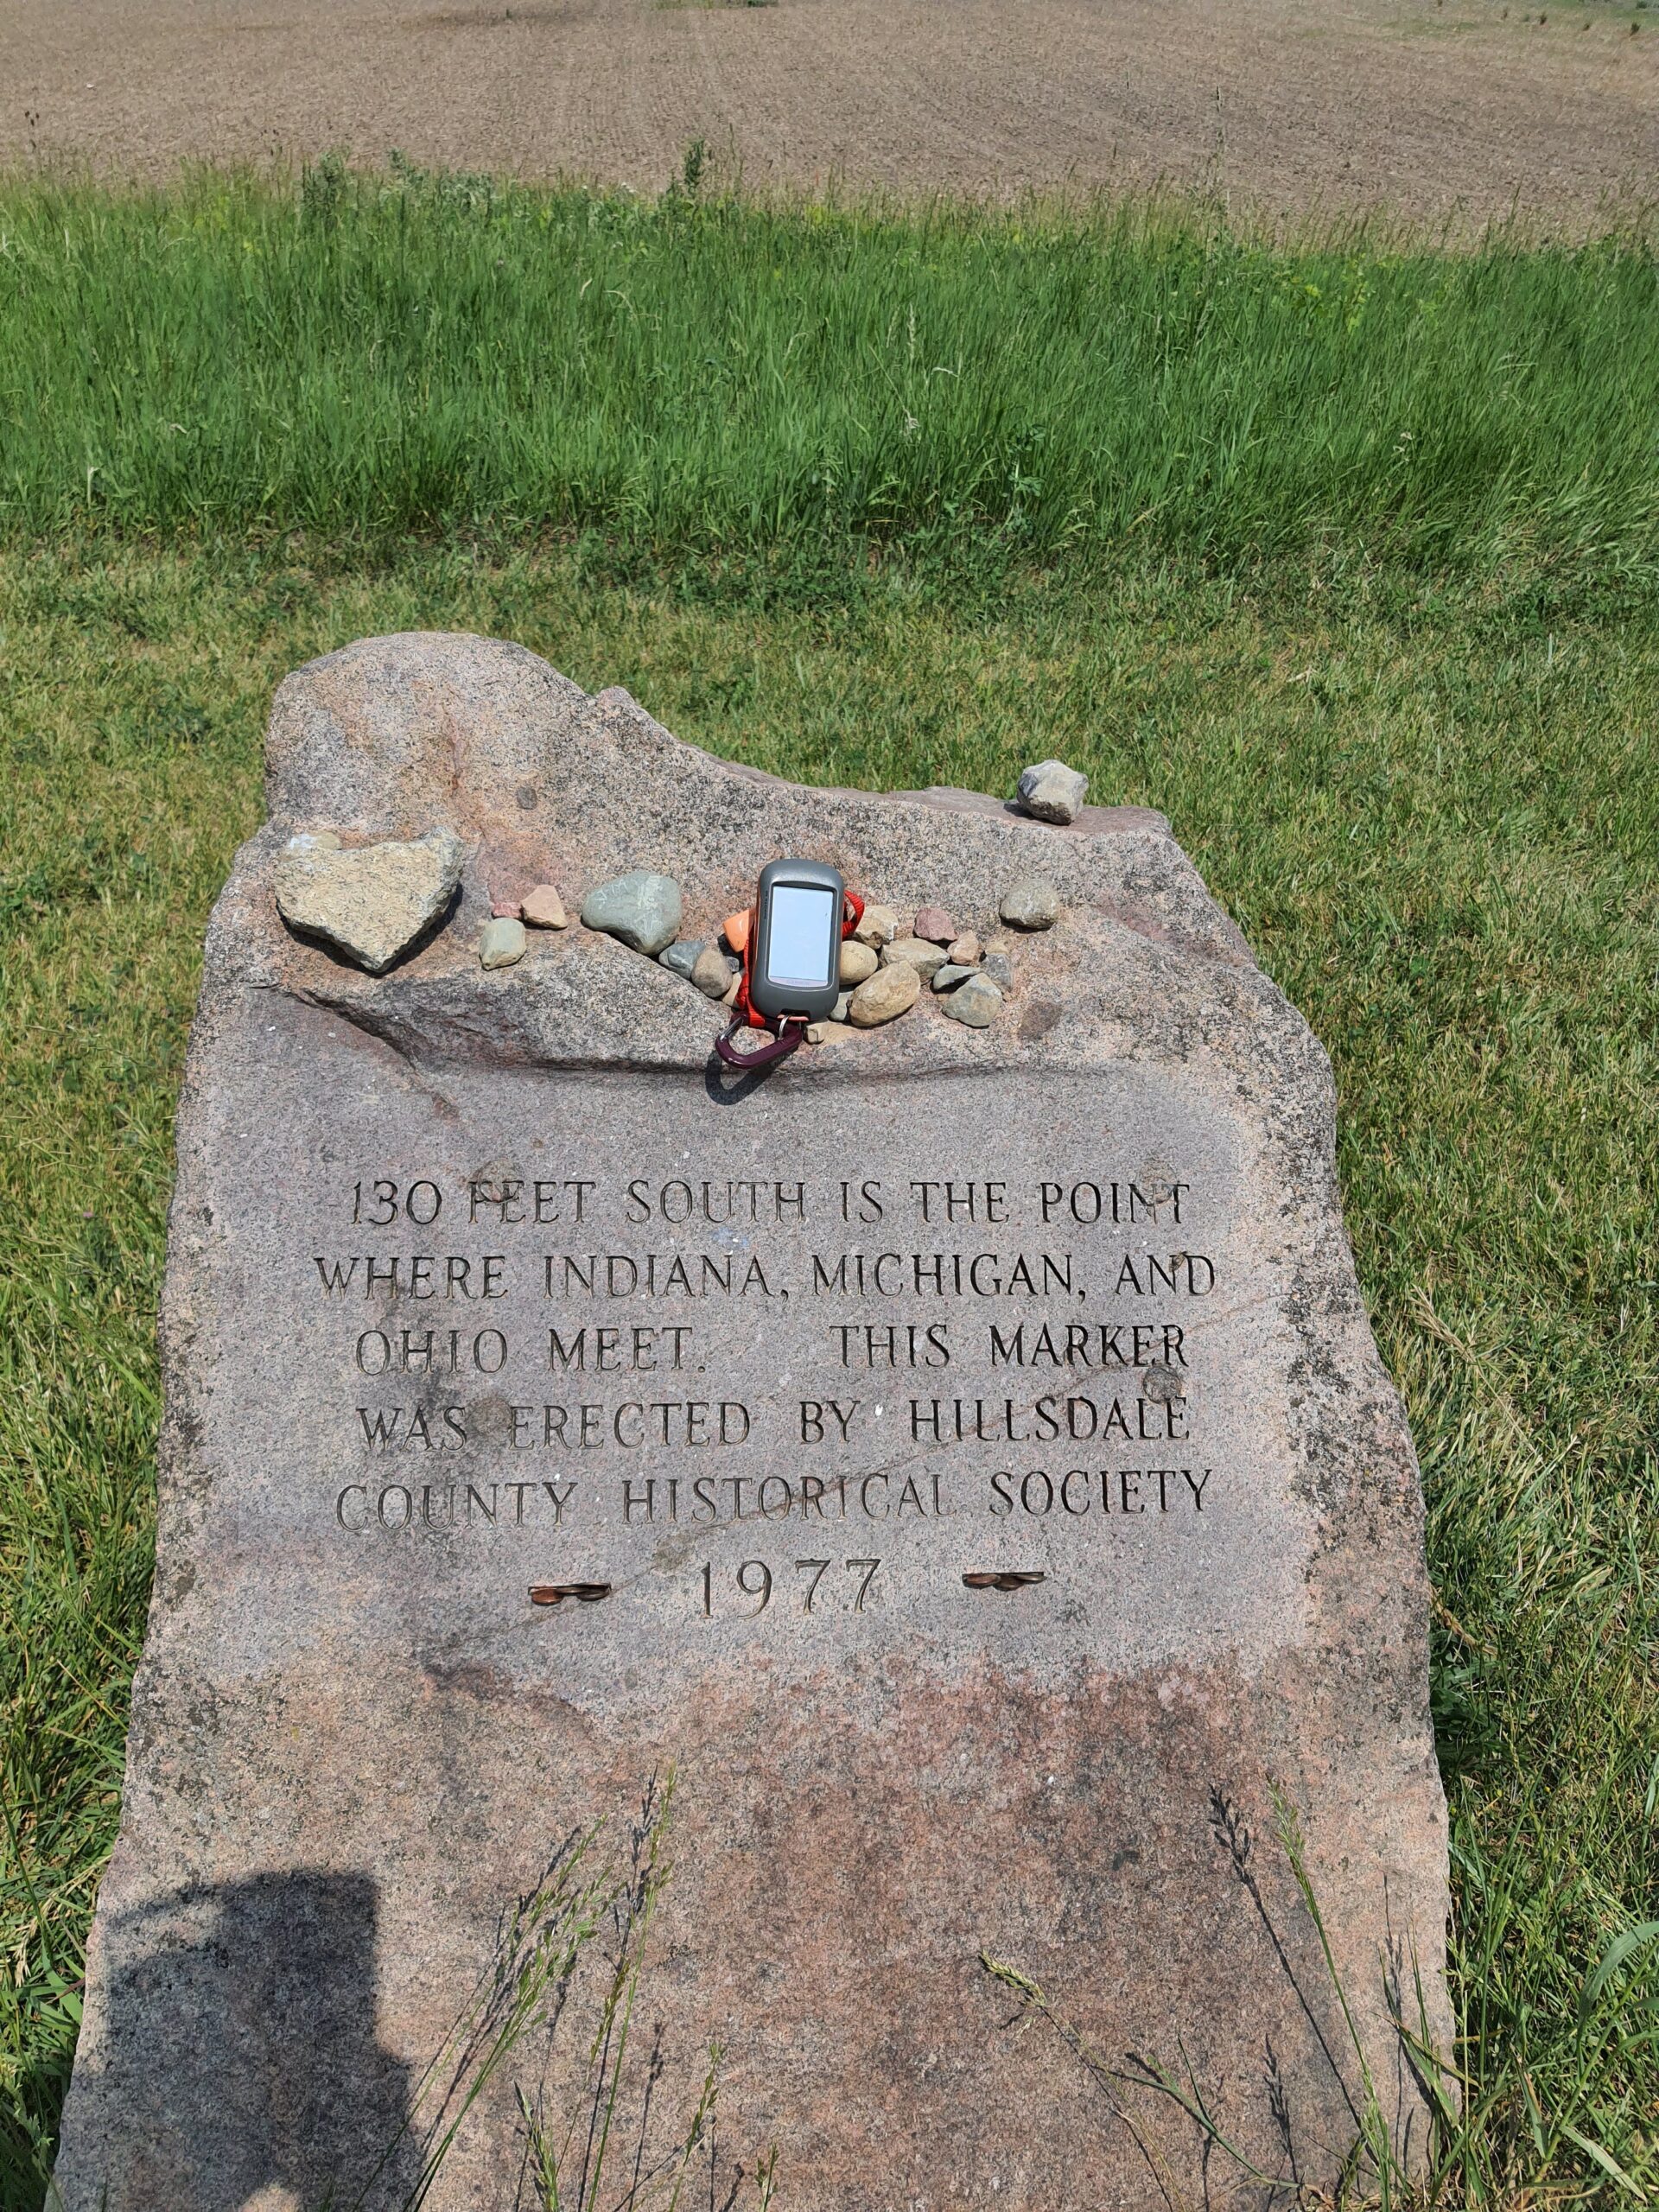 130 FEET SOUTH IS THE POINT
WHERE INDIANA, MICHIGAN, AND
OHIO MEET. THIS MARKER
WAS ERECTED BY HILLSDALE
COUNTY HISTORICAL SOCIETY
1977